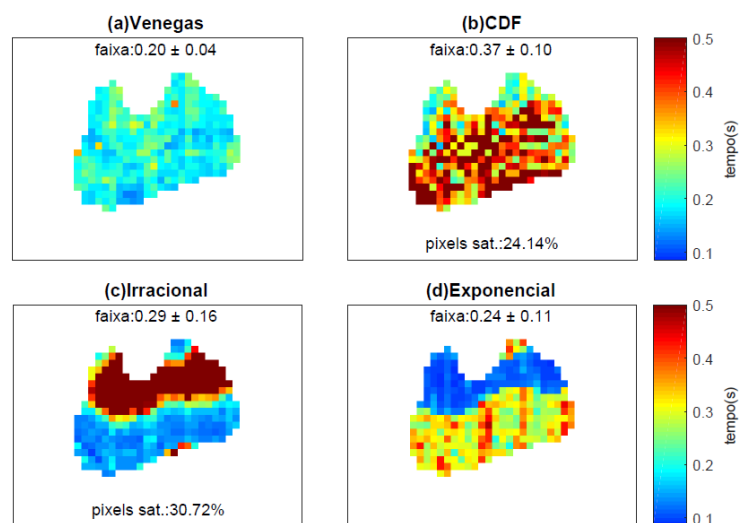 (a)Venegas
faixa:0.20 ± 0.04
(b)CDF
faixa:0.37 ± 0.10
pixels sat.:24.14%
0.5
0.4
0.3
0.2
0.1
tempo(s)
(c)Irracional
faixa:0.29 ± 0.16
pixels sat.:30.72%
(d)Exponencial
faixa:0.24 ± 0.11
0.5
0.4
0.3
0.2
0.1
tempo(s)